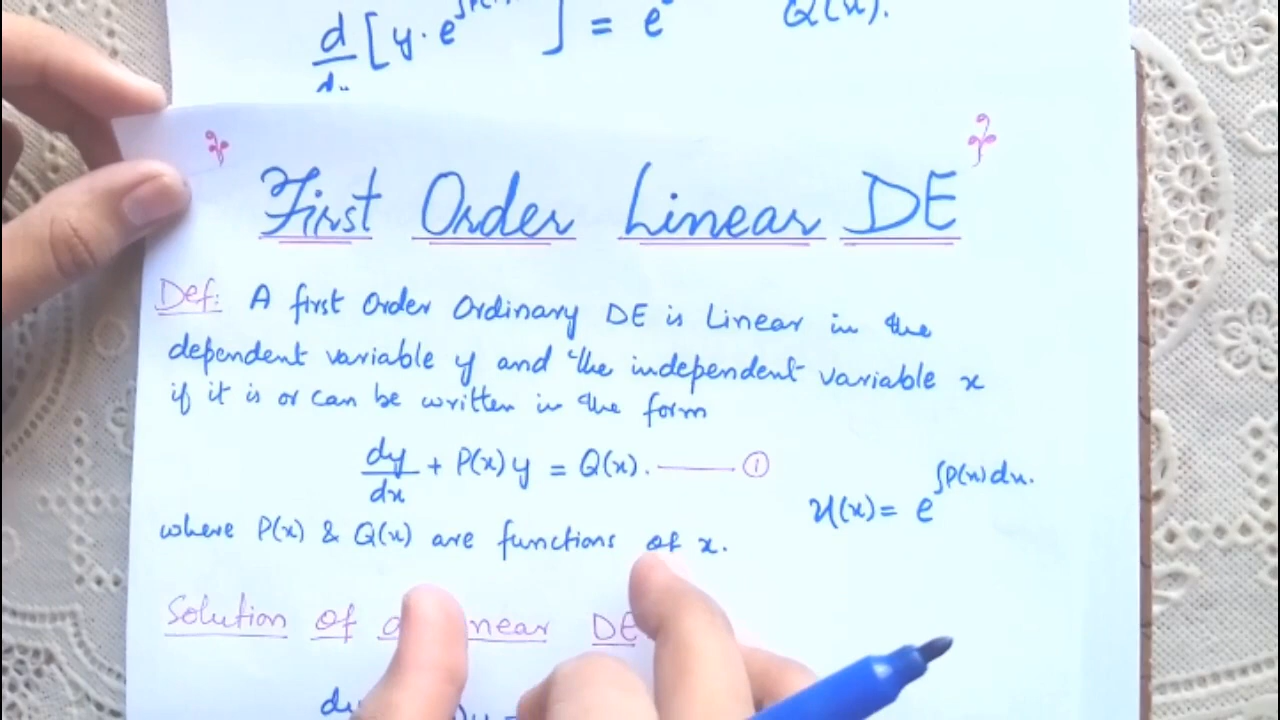 d/dx [y. e^∫P(x) ] = e Q(x).
First Order Linear DE
Def: A first Order Ordinary DE is Linear in the
dependent variable y and the independent variable x
if it is or can be written in the form
dy/dx + P(x)y = Q(x). ——— ①
u(x) = e^∫P(x)dx.
where P(x) & Q(x) are functions of x.
Solution of DE